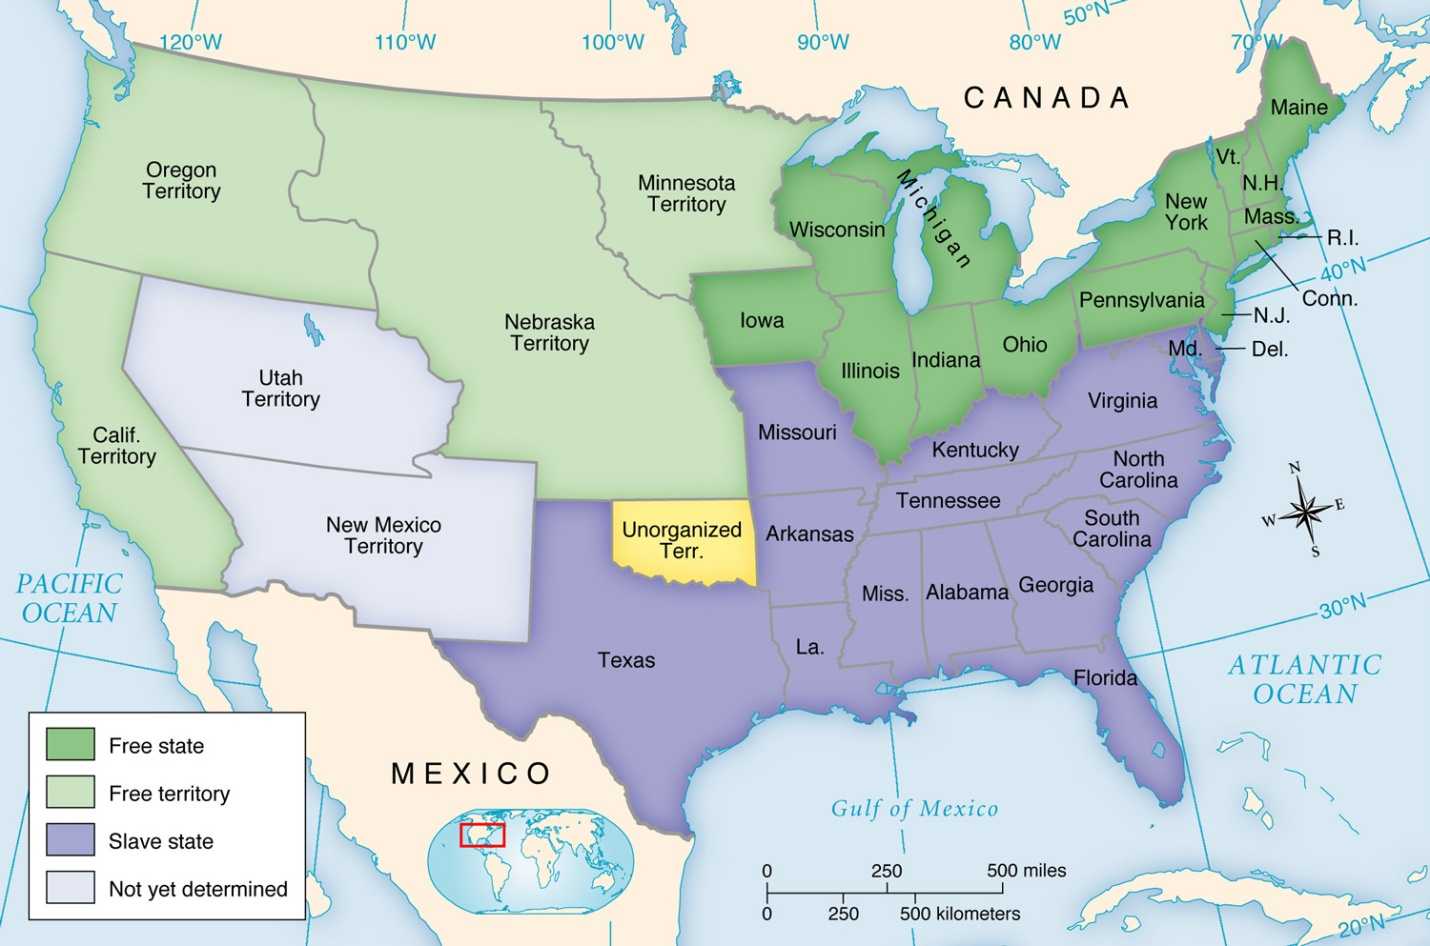 120°W
110°W
100°W
90°W
80°W
50°N
70°W
CANADA
Maine
Vt.
N.H.
Oregon
Territory
Minnesota
Territory
Michigan
New
York
Mass.
Wisconsin
R.I.
40°N
Pennsylvania
Conn.
Nebraska
Territory
Iowa
N.J.
Ohio
Md.
Del.
Illinois
Indiana
Utah
Territory
Virginia
Calif.
Territory
Missouri
Kentucky
North
Carolina
N
Tennessee
E
W
S
New Mexico
Territory
Unorganized
Terr.
Arkansas
South
Carolina
PACIFIC
OCEAN
Miss.
Alabama
Georgia
30°N
Texas
La.
Florida
ATLANTIC
OCEAN
Free state
Free territory
Slave state
Not yet determined
MEXICO
Gulf of Mexico
0 250 500 miles
0 250 500 kilometers
20°N